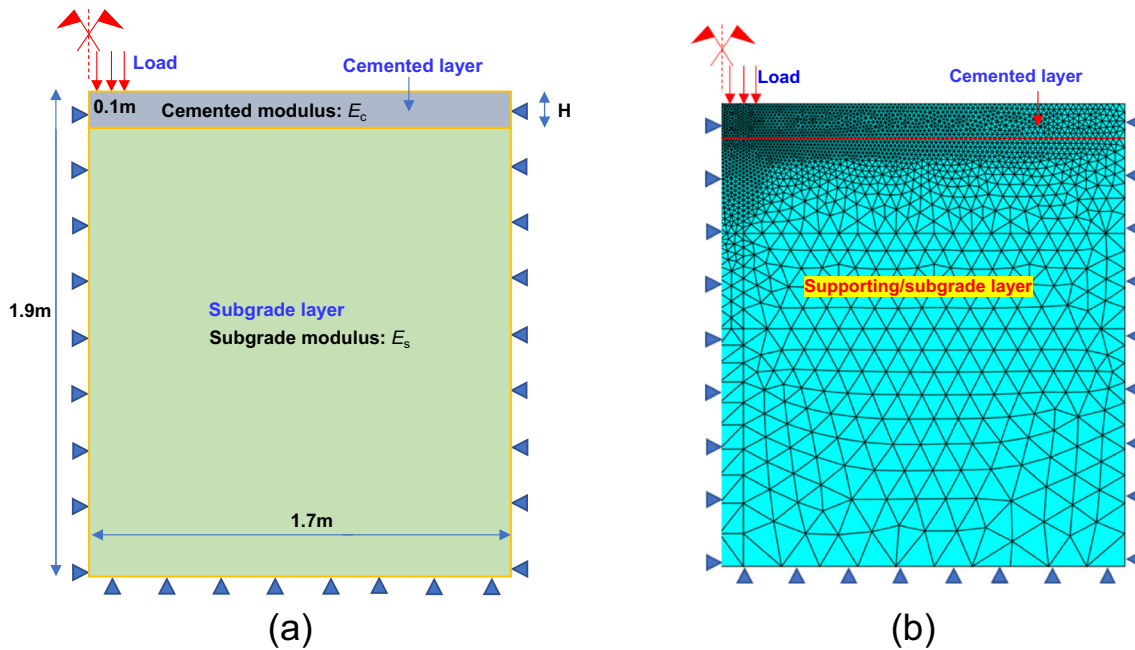 Load
Cemented layer
0.1m
Cemented modulus: Ec
H
1.9m
Subgrade layer
Subgrade modulus: Es
1.7m
(a)
Load
Cemented layer
Supporting/subgrade layer
(b)